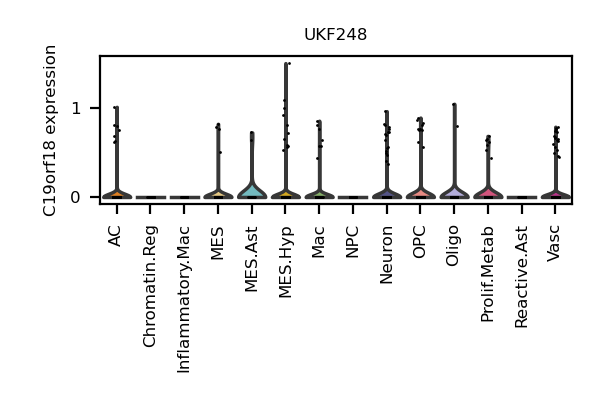 UKF248
C19orf18 expression
1
0
AC
Chromatin.Reg
Inflammatory.Mac
MES
MES.Ast
MES.Hyp
Mac
NPC
Neuron
OPC
Oligo
Prolif.Metab
Reactive.Ast
Vasc